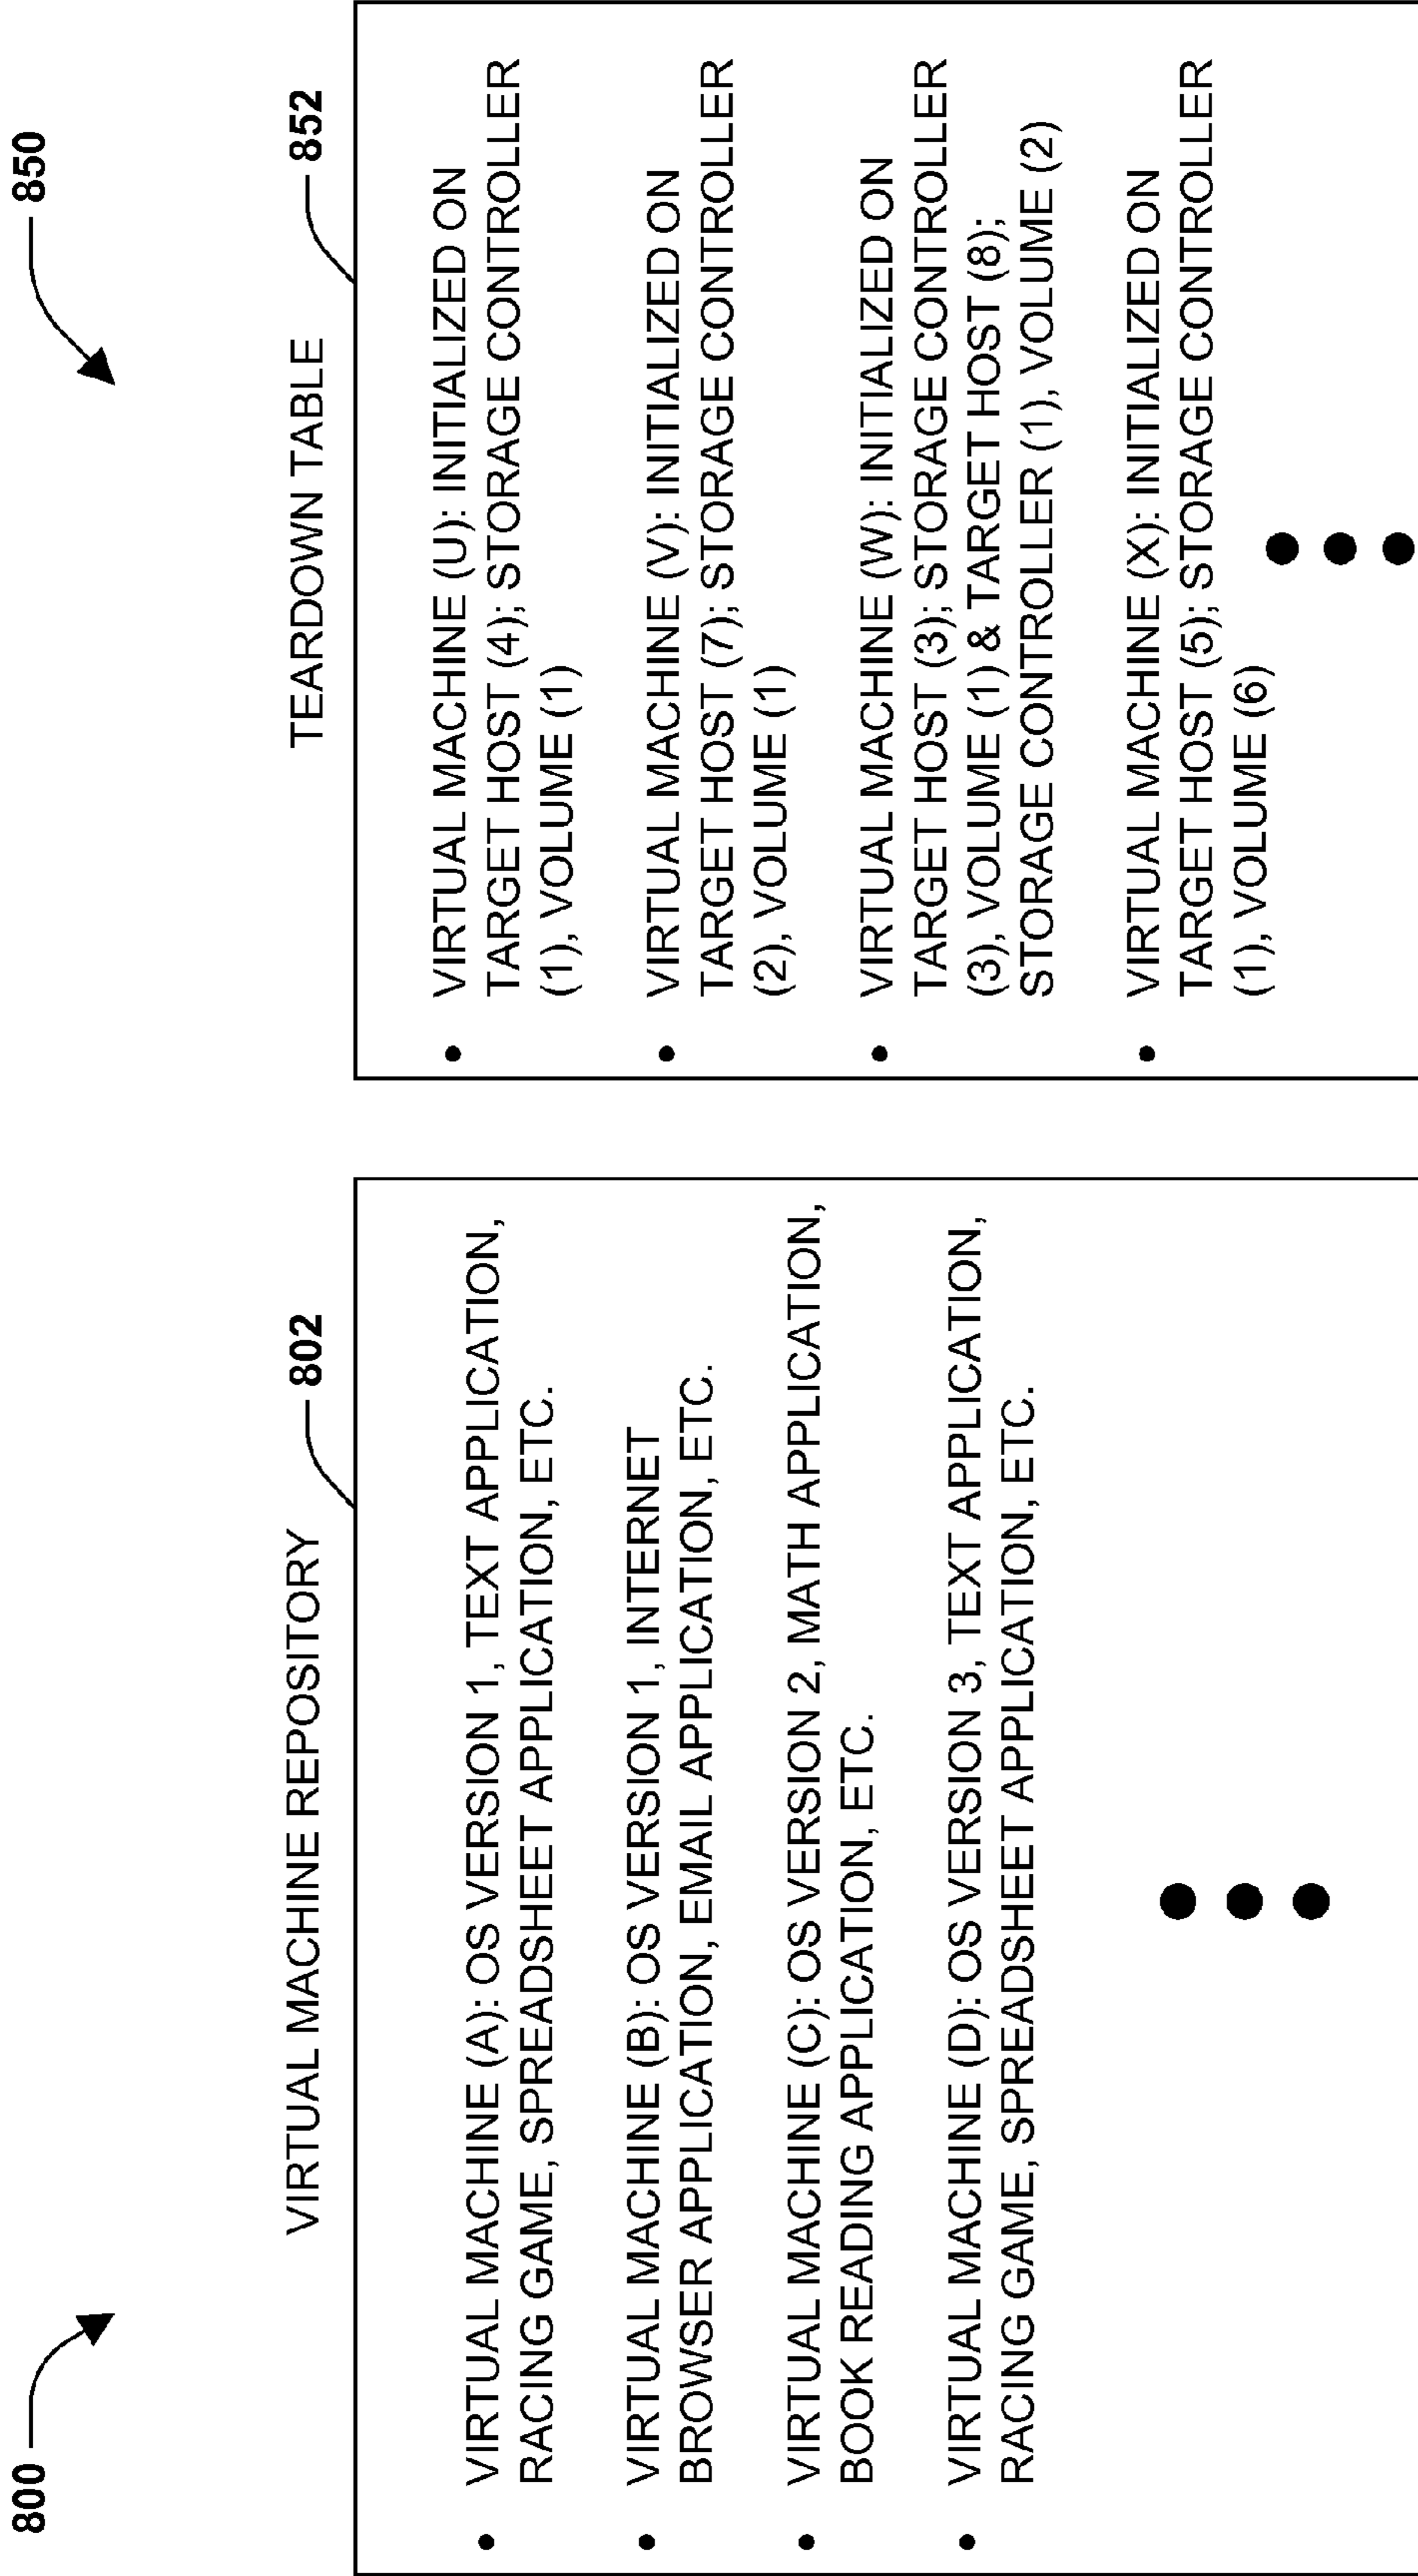 800
VIRTUAL MACHINE REPOSITORY
802
• VIRTUAL MACHINE (A): OS VERSION 1, TEXT APPLICATION,
RACING GAME, SPREADSHEET APPLICATION, ETC.
• VIRTUAL MACHINE (B): OS VERSION 1, INTERNET
BROWSER APPLICATION, EMAIL APPLICATION, ETC.
• VIRTUAL MACHINE (C): OS VERSION 2, MATH APPLICATION,
BOOK READING APPLICATION, ETC.
• VIRTUAL MACHINE (D): OS VERSION 3, TEXT APPLICATION,
RACING GAME, SPREADSHEET APPLICATION, ETC.
850
TEARDOWN TABLE
852
• VIRTUAL MACHINE (U): INITIALIZED ON
TARGET HOST (4); STORAGE CONTROLLER
(1), VOLUME (1)
• VIRTUAL MACHINE (V): INITIALIZED ON
TARGET HOST (7); STORAGE CONTROLLER
(2), VOLUME (1)
• VIRTUAL MACHINE (W): INITIALIZED ON
TARGET HOST (3); STORAGE CONTROLLER
(3), VOLUME (1) & TARGET HOST (8);
STORAGE CONTROLLER (1), VOLUME (2)
• VIRTUAL MACHINE (X): INITIALIZED ON
TARGET HOST (5); STORAGE CONTROLLER
(1), VOLUME (6)